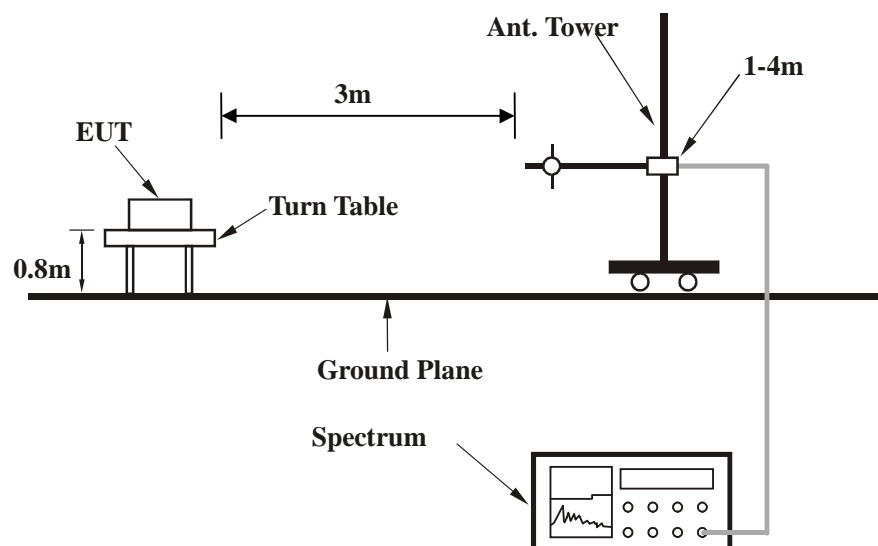 Ant. Tower
1-4m
3m
EUT
Turn Table
0.8m
Ground Plane
Spectrum